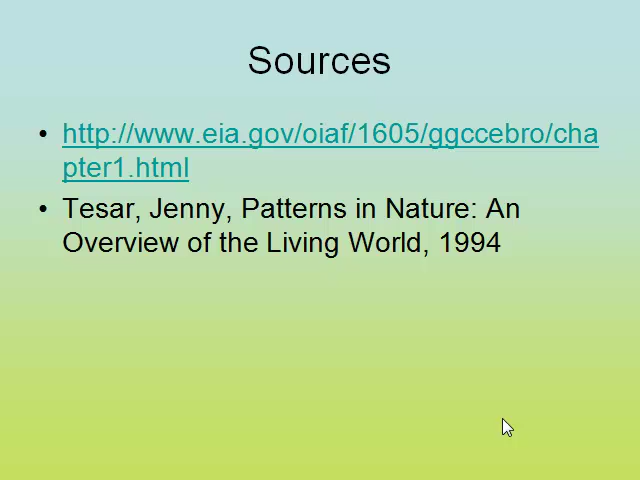 Sources
• http://www.eia.gov/oiaf/1605/ggccebro/cha
pter1.html
• Tesar, Jenny, Patterns in Nature: An
Overview of the Living World, 1994